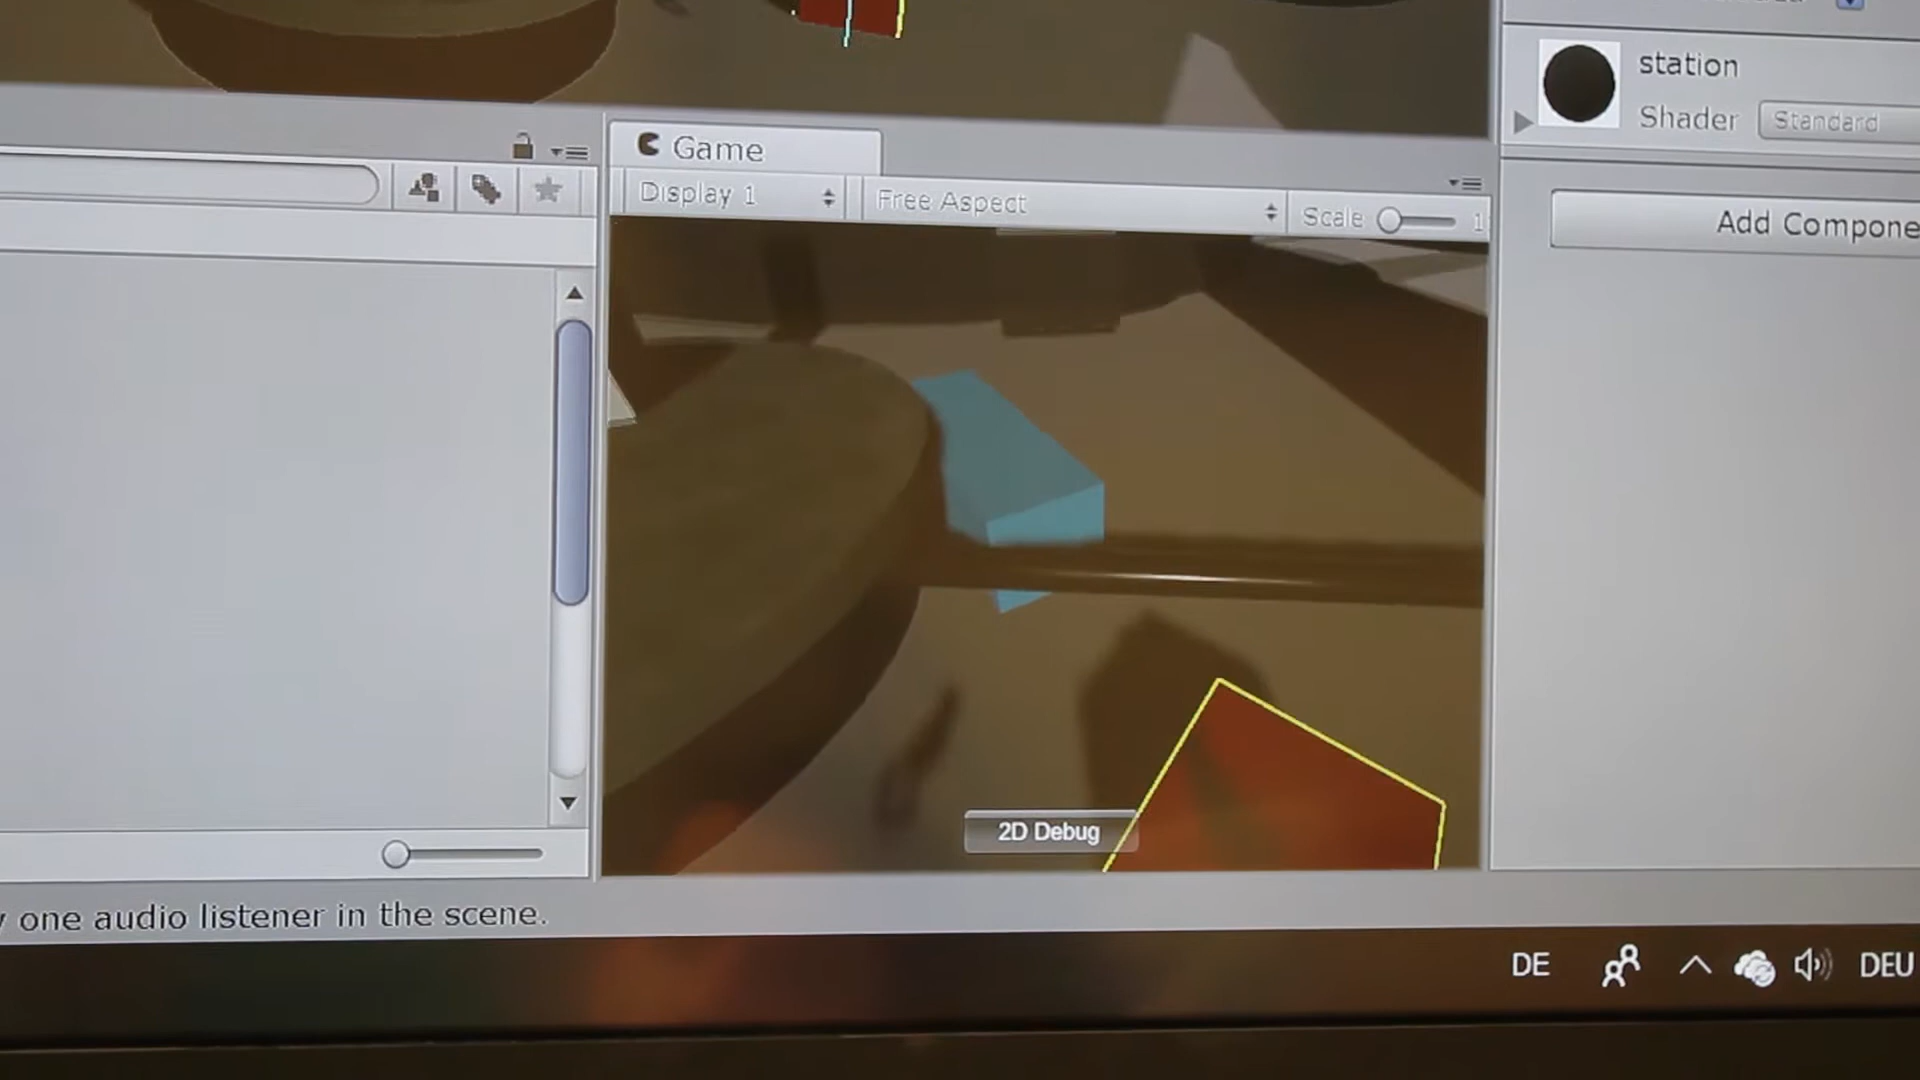 station
Shader Standard
Game
Display 1 Free Aspect Scale 1
Add Compone
2D Debug
y one audio listener in the scene.
DE DEU